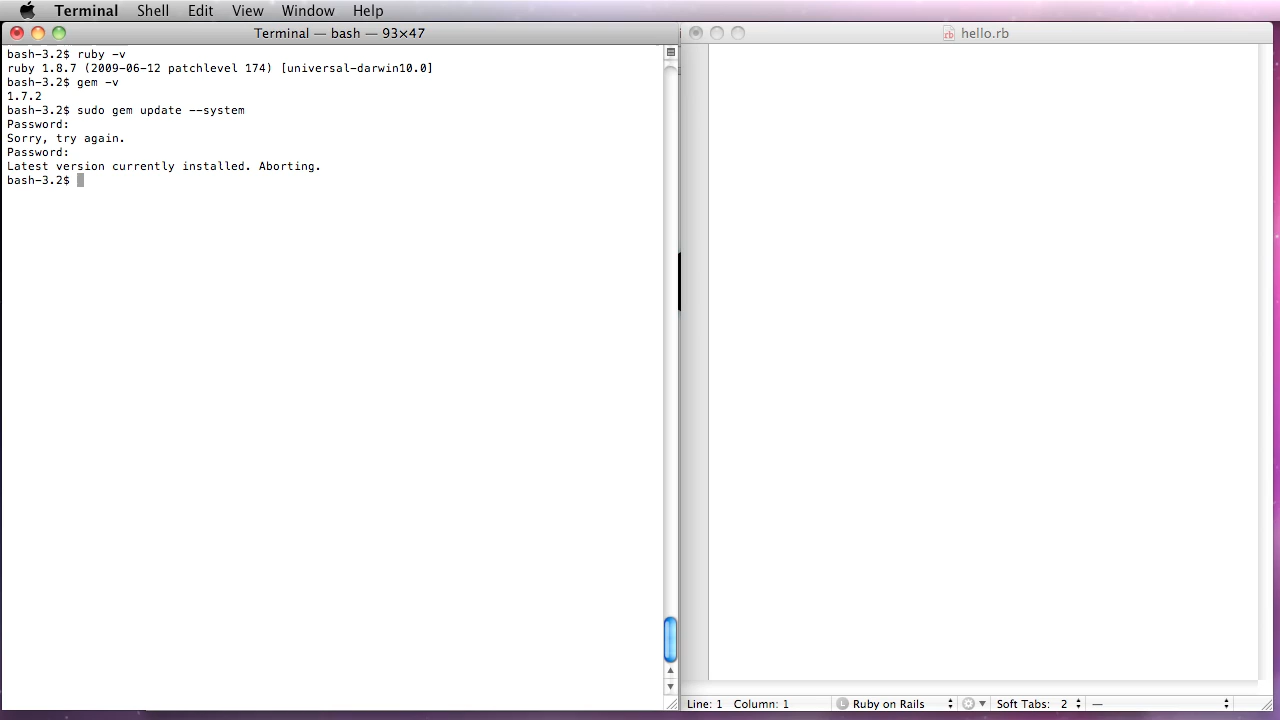 Terminal Shell Edit View Window Help
Terminal — bash — 93×47
bash-3.2$ ruby -v
ruby 1.8.7 (2009-06-12 patchlevel 174) [universal-darwin10.0]
bash-3.2$ gem -v
1.7.2
bash-3.2$ sudo gem update --system
Password:
Sorry, try again.
Password:
Latest version currently installed. Aborting.
bash-3.2$
rb hello.rb
Line: 1 Column: 1 L Ruby on Rails Soft Tabs: 2 —